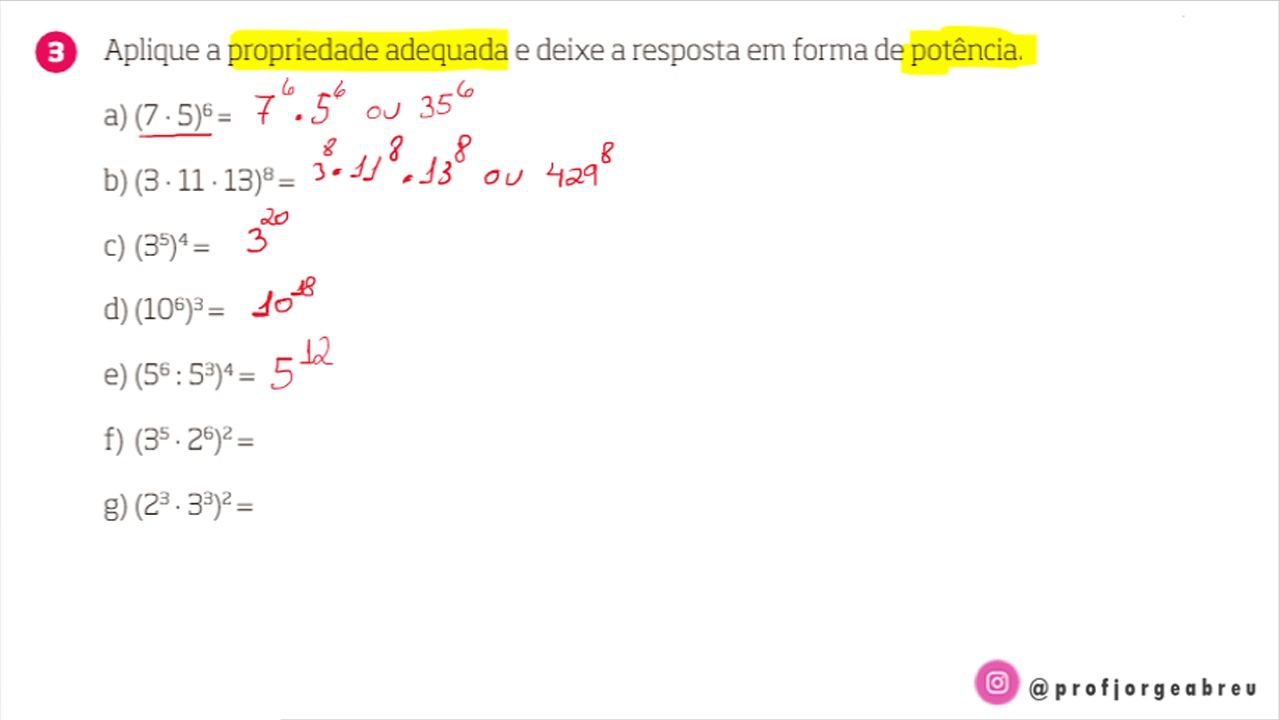 3 Aplique a propriedade adequada e deixe a resposta em forma de potência.
a) (7 · 5)⁶ = 7⁶ . 5⁶ ou 35⁶
b) (3 · 11 · 13)⁸ = 3⁸ . 11⁸ . 13⁸ ou 429⁸
c) (3⁵)⁴ = 3²⁰
d) (10⁶)³ = 10¹⁸
e) (5⁶ : 5³)⁴ = 5¹²
f) (3⁵ · 2⁶)² =
g) (2³ · 3³)² =
@profjorgeabreu